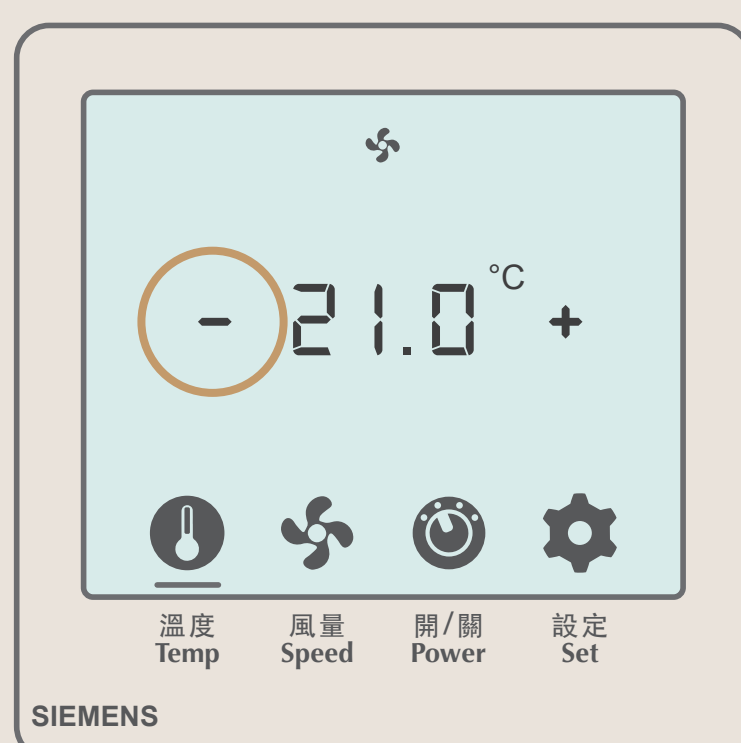 - 21.0 °C +
溫度 風量 開/關 設定
Temp Speed Power Set
SIEMENS